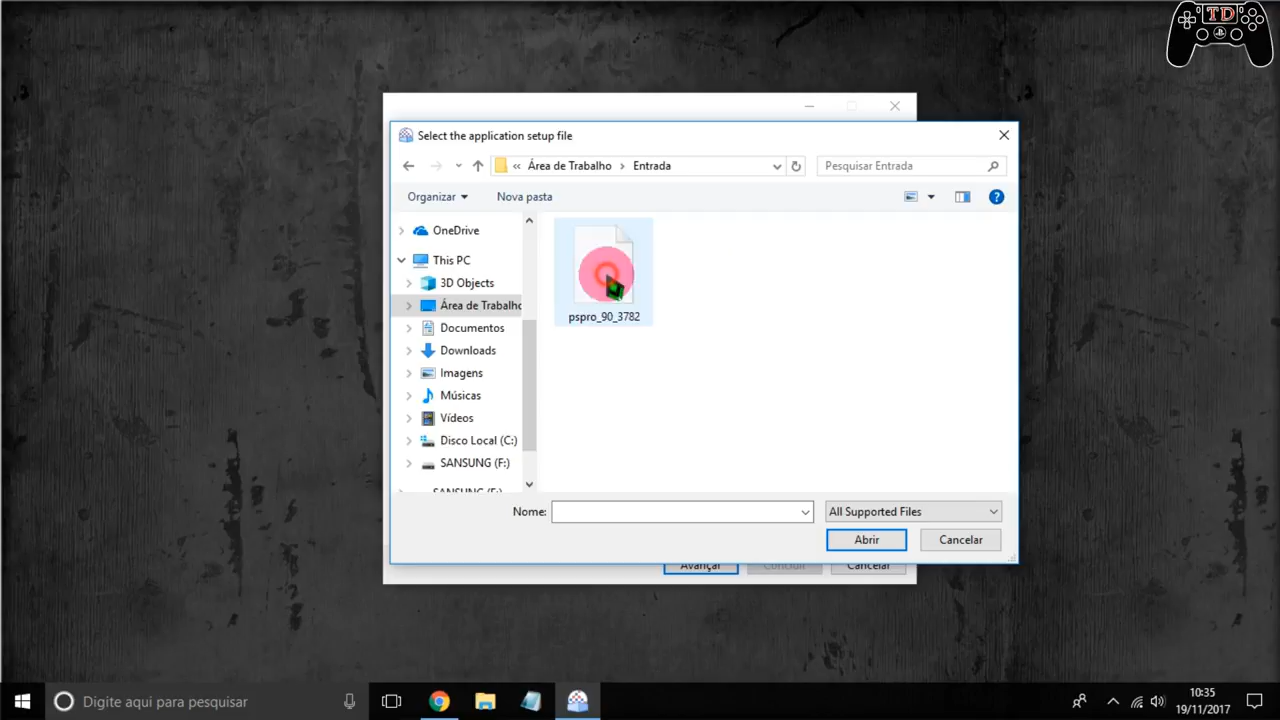 TD
Select the application setup file
« Área de Trabalho › Entrada
Pesquisar Entrada
Organizar
Nova pasta
OneDrive
This PC
3D Objects
Área de Trabalho
Documentos
Downloads
Imagens
Músicas
Vídeos
Disco Local (C:)
SANSUNG (F:)
SANSUNG (F:)
pspro_90_3782
Nome:
All Supported Files
Abrir
Cancelar
Avançar
Concluir
Cancelar
Digite aqui para pesquisar
10:35
19/11/2017